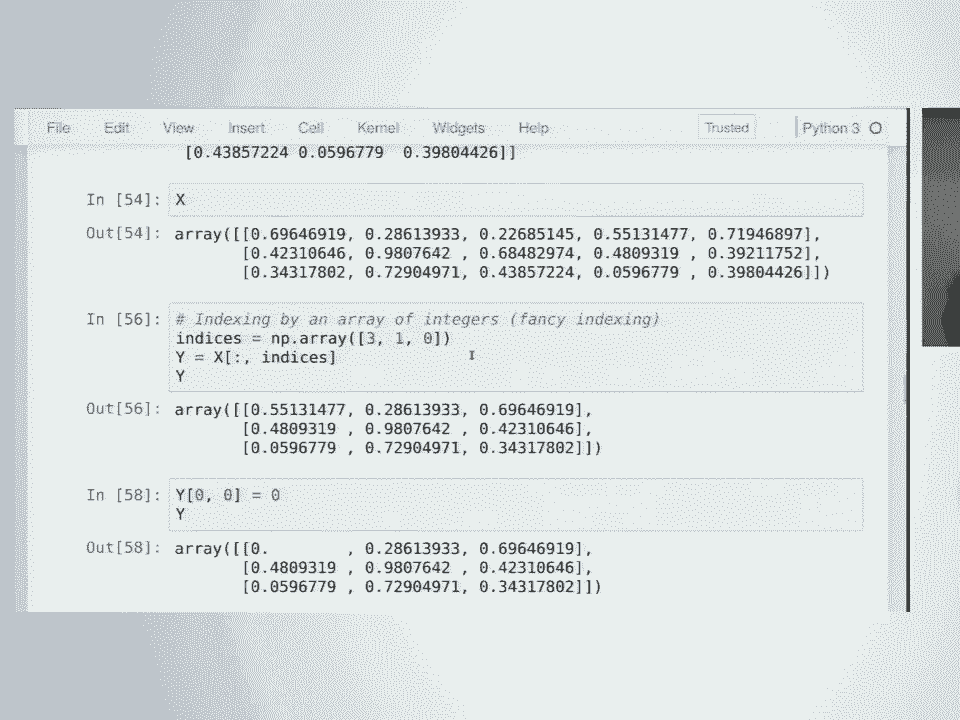 File Edit View Insert Cell Kernel Widgets Help Trusted Python 3
[0.43857224 0.0596779  0.39804426]]
In [54]: X
Out[54]: array([[0.69646919, 0.28613933, 0.22685145, 0.55131477, 0.71946897],
[0.42310646, 0.9807642 , 0.68482974, 0.4809319 , 0.39211752],
[0.34317802, 0.72904971, 0.43857224, 0.0596779 , 0.39804426]])
In [56]: # Indexing by an array of integers (fancy indexing)
indices = np.array([3, 1, 0])
Y = X[:, indices]
Y
Out[56]: array([[0.55131477, 0.28613933, 0.69646919],
[0.4809319 , 0.9807642 , 0.42310646],
[0.0596779 , 0.72904971, 0.34317802]])
In [58]: Y[0, 0] = 0
Y
Out[58]: array([[0.        , 0.28613933, 0.69646919],
[0.4809319 , 0.9807642 , 0.42310646],
[0.0596779 , 0.72904971, 0.34317802]])